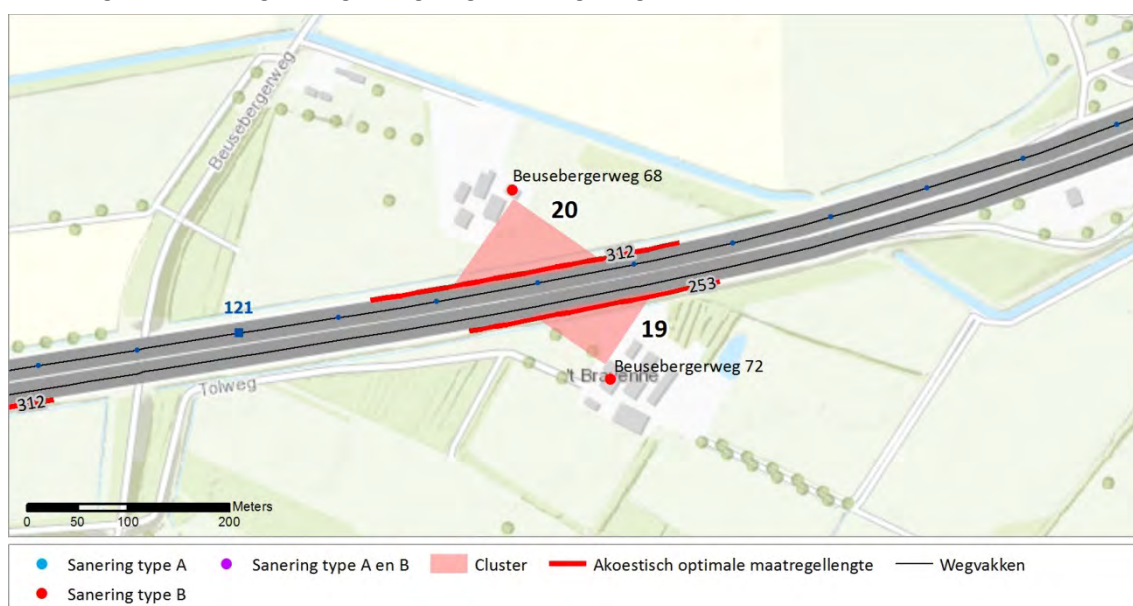 Beusebergerweg
Beusebergerweg 68
20
312
253
121
19
Beusebergerweg 72
't Bravenne
Tolweg
312
Meters
0 50 100 200
Sanering type A
Sanering type A en B
Cluster
Akoestisch optimale maatregellengte
Wegvakken
Sanering type B